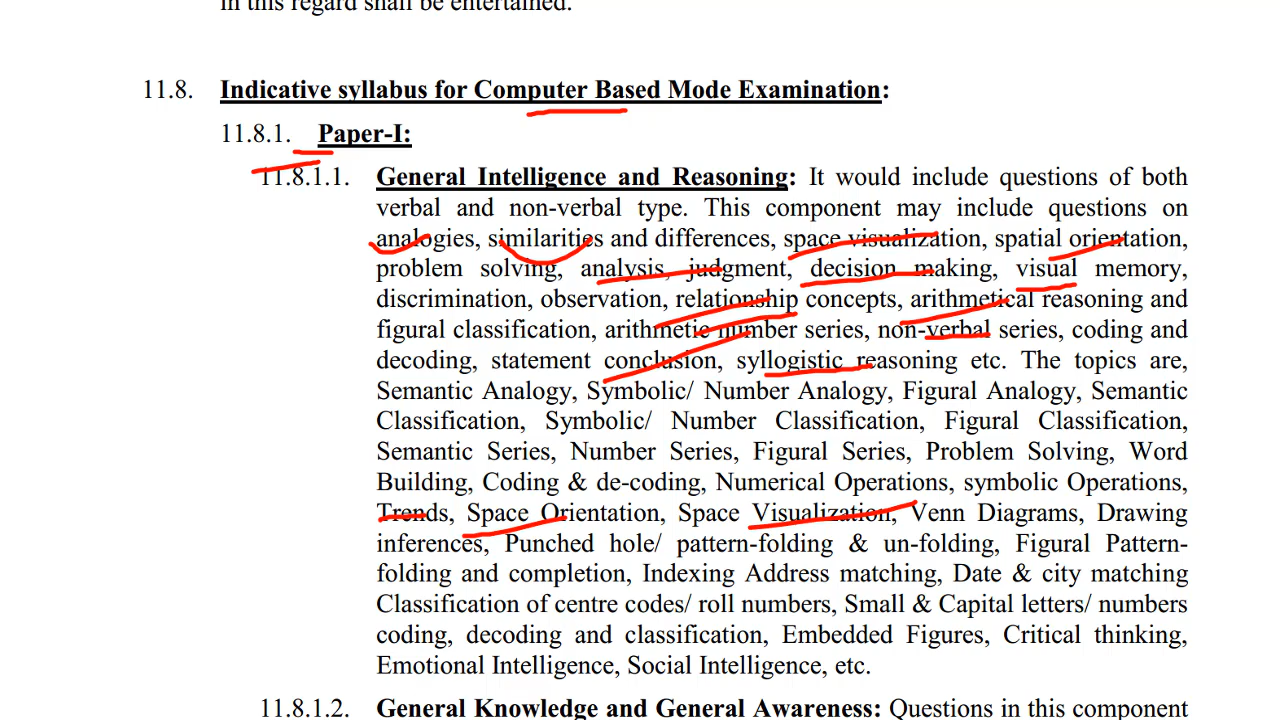 in this regard shall be entertained.
11.8. Indicative syllabus for Computer Based Mode Examination:
11.8.1. Paper-I:
11.8.1.1. General Intelligence and Reasoning: It would include questions of both
verbal and non-verbal type. This component may include questions on
analogies, similarities and differences, space visualization, spatial orientation,
problem solving, analysis, judgment, decision making, visual memory,
discrimination, observation, relationship concepts, arithmetical reasoning and
figural classification, arithmetic number series, non-verbal series, coding and
decoding, statement conclusion, syllogistic reasoning etc. The topics are,
Semantic Analogy, Symbolic/ Number Analogy, Figural Analogy, Semantic
Classification, Symbolic/ Number Classification, Figural Classification,
Semantic Series, Number Series, Figural Series, Problem Solving, Word
Building, Coding & de-coding, Numerical Operations, symbolic Operations,
Trends, Space Orientation, Space Visualization, Venn Diagrams, Drawing
inferences, Punched hole/ pattern-folding & un-folding, Figural Pattern-
folding and completion, Indexing Address matching, Date & city matching
Classification of centre codes/ roll numbers, Small & Capital letters/ numbers
coding, decoding and classification, Embedded Figures, Critical thinking,
Emotional Intelligence, Social Intelligence, etc.
11.8.1.2. General Knowledge and General Awareness: Questions in this component